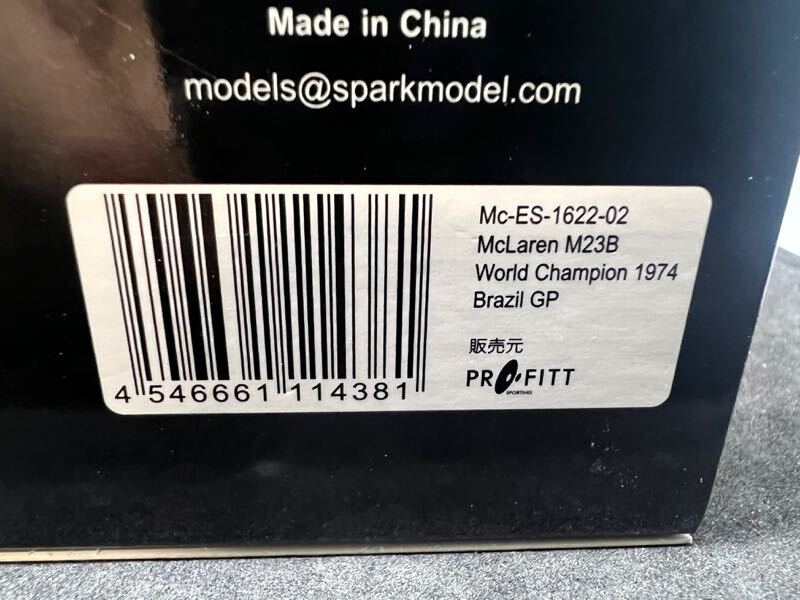 Made in China
models@sparkmodel.com
Mc-ES-1622-02
McLaren M23B
World Champion 1974
Brazil GP
販売元
PROFITT
SPORTING
4 546661 114381